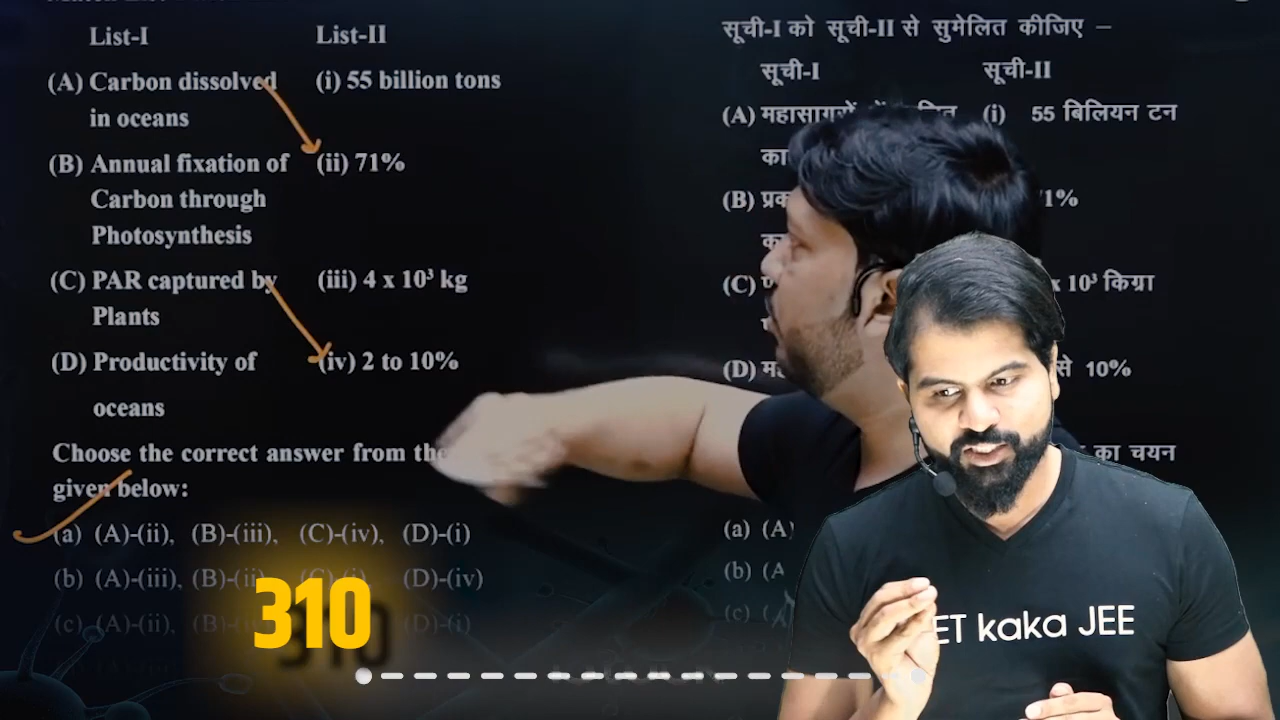 List-I List-II
(A) Carbon dissolved (i) 55 billion tons
in oceans
(B) Annual fixation of (ii) 71%
Carbon through
Photosynthesis
(C) PAR captured by (iii) 4 x 10³ kg
Plants
(D) Productivity of (iv) 2 to 10%
oceans
Choose the correct answer from the
given below:
(a) (A)-(ii), (B)-(iii), (C)-(iv), (D)-(i)
(b) (A)-(iii), (B)-(ii), (C)-(i), (D)-(iv)
(c) (A)-(ii), (D)-(i)
310
सूची-I को सूची-II से सुमेलित कीजिए –
सूची-I सूची-II
(A) (i) 55 बिलियन टन
(B)
(C) x 10³ किग्रा
(D) से 10%
का चयन
(a) (A)
(b) (A
(c) (
ET kaka JEE